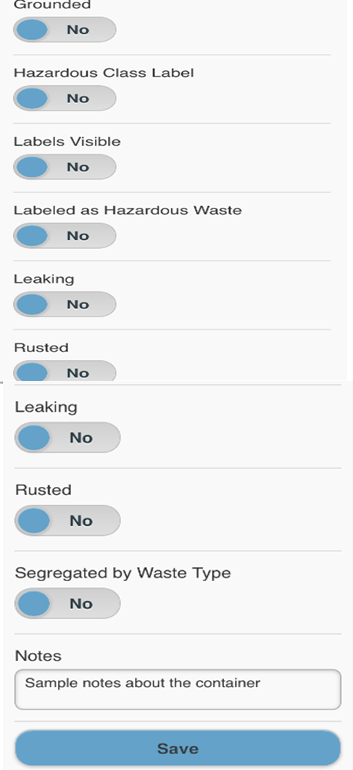 Grounded
No
Hazardous Class Label
No
Labels Visible
No
Labeled as Hazardous Waste
No
Leaking
No
Rusted
No
Leaking
No
Rusted
No
Segregated by Waste Type
No
Notes
Sample notes about the container
Save